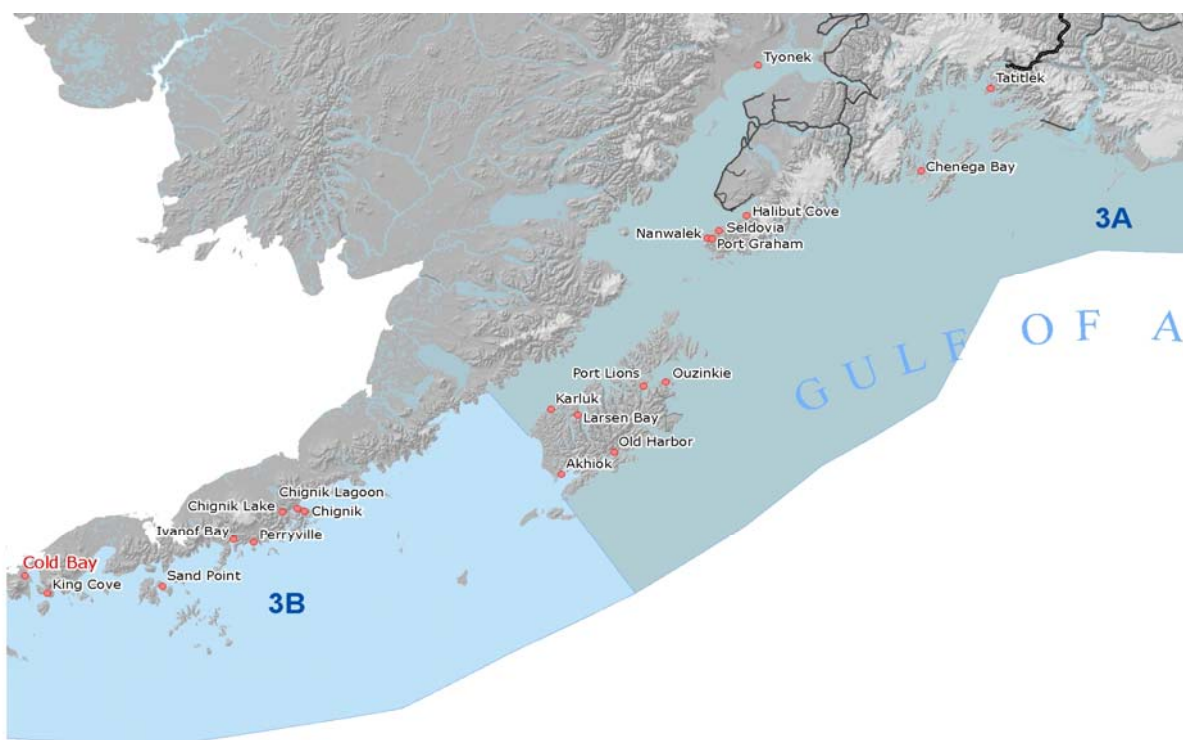 Tyonek
Tatitlek
Chenega Bay
Halibut Cove
3A
Seldovia
Nanwalek
Port Graham
GULF OF A
Port Lions
Ouzinkie
Karluk
Larsen Bay
Old Harbor
Akhiok
Chignik Lagoon
Chignik Lake
Chignik
Ivanof Bay
Perryville
Cold Bay
King Cove
Sand Point
3B